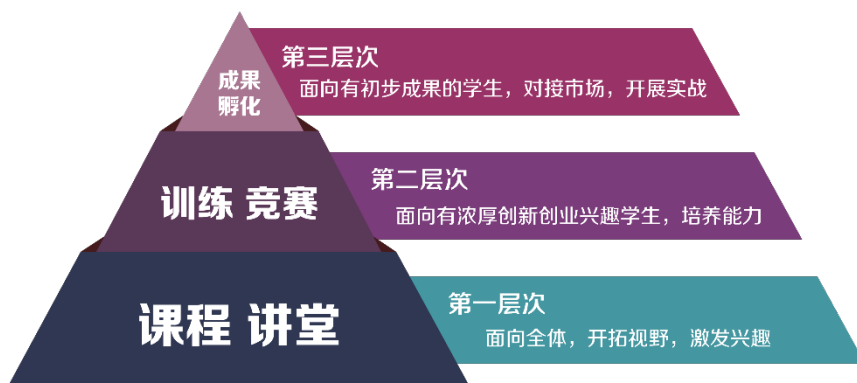 成果
孵化
第三层次
面向有初步成果的学生，对接市场，开展实战
训练 竞赛
第二层次
面向有浓厚创新创业兴趣学生，培养能力
课程 讲堂
第一层次
面向全体，开拓视野，激发兴趣